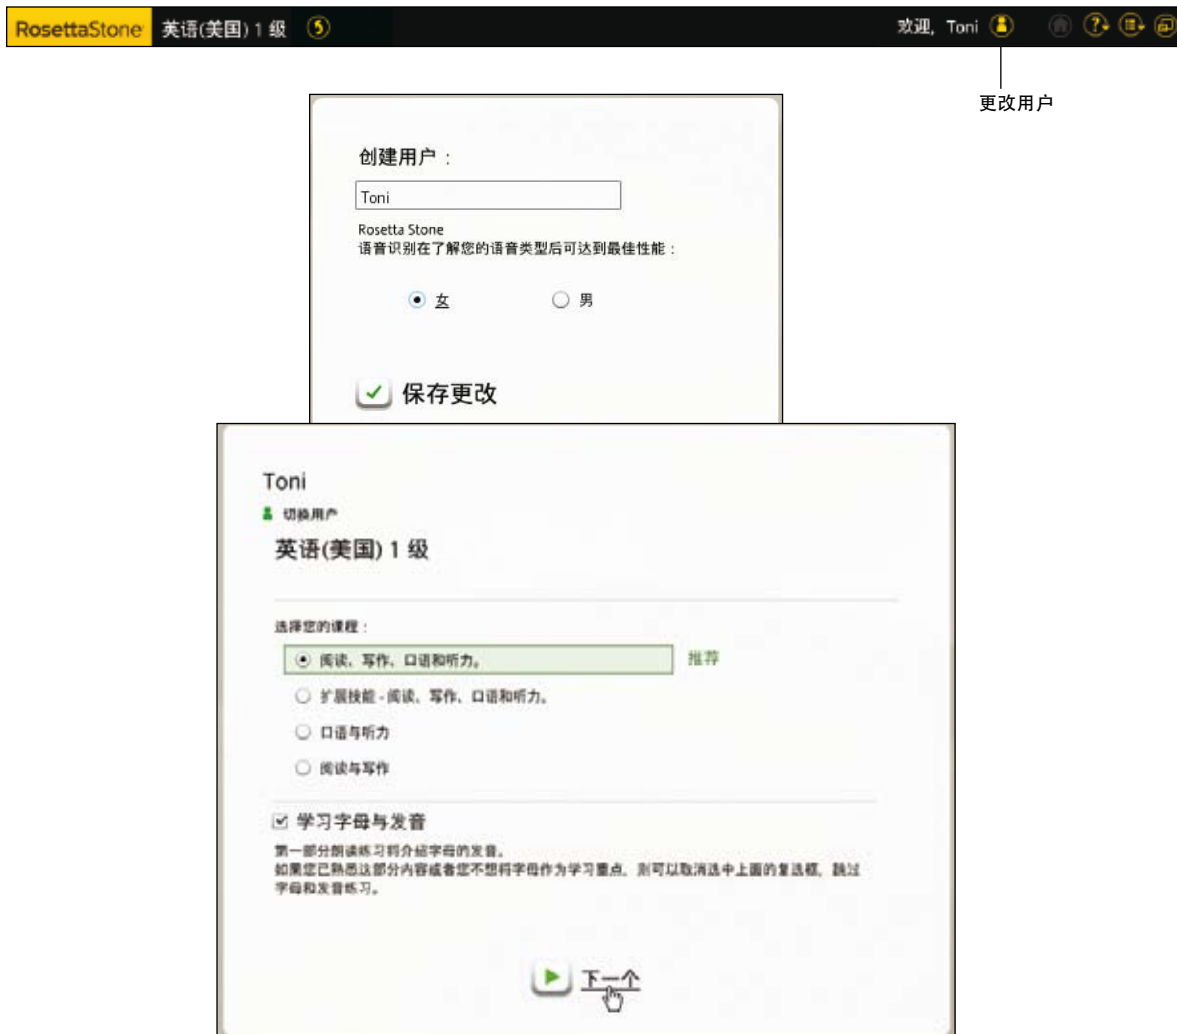 RosettaStone 英语(美国) 1 级 欢迎, Toni
更改用户
创建用户：
Toni
Rosetta Stone
语音识别在了解您的语音类型后可达到最佳性能：
女 男
保存更改
Toni
切换用户
英语(美国) 1 级
选择您的课程：
阅读、写作、口语和听力。 推荐
扩展技能 - 阅读、写作、口语和听力。
口语与听力
阅读与写作
学习字母与发音
第一部分朗读练习将介绍字母的发音。
如果您已熟悉这部分内容或者您不想将字母作为学习重点，则可以取消选中上面的复选框，跳过
字母和发音练习。
下一个